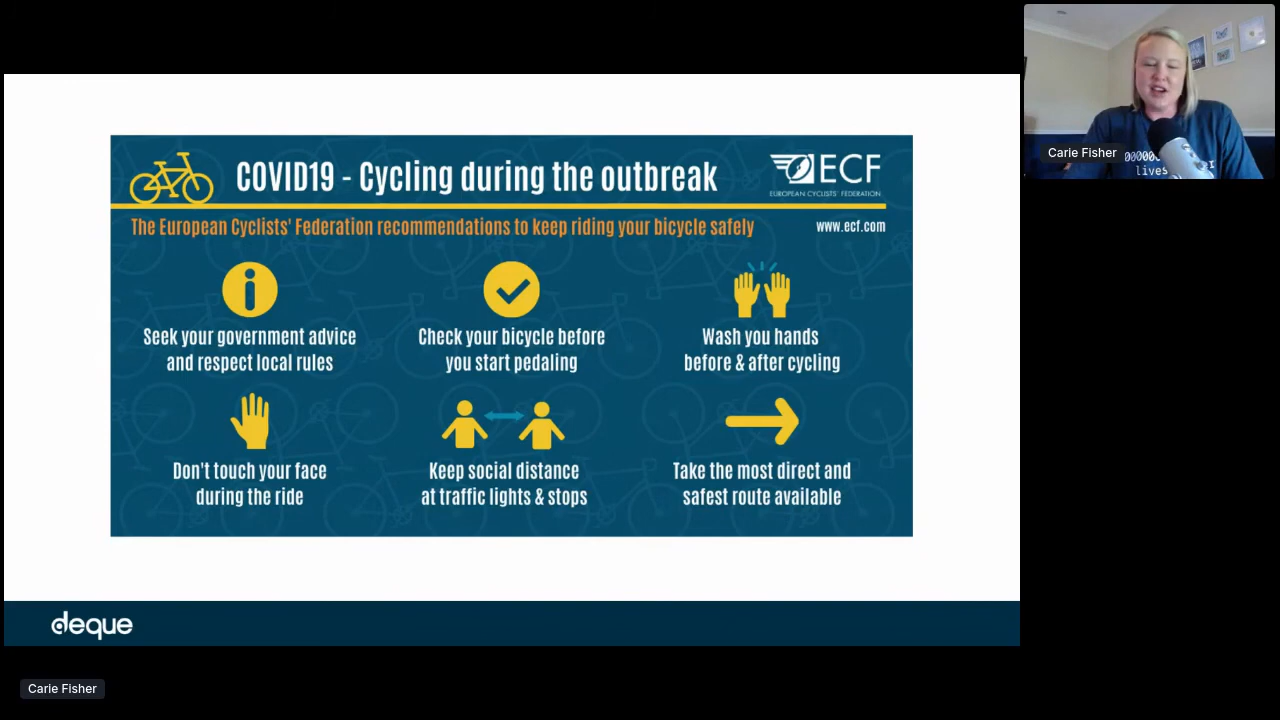 COVID19 - Cycling during the outbreak
ECF
EUROPEAN CYCLISTS' FEDERATION
The European Cyclists' Federation recommendations to keep riding your bicycle safely
www.ecf.com
Seek your government advice
and respect local rules
Check your bicycle before
you start pedaling
Wash you hands
before & after cycling
Don't touch your face
during the ride
Keep social distance
at traffic lights & stops
Take the most direct and
safest route available
deque
Carie Fisher
Carie Fisher
lives